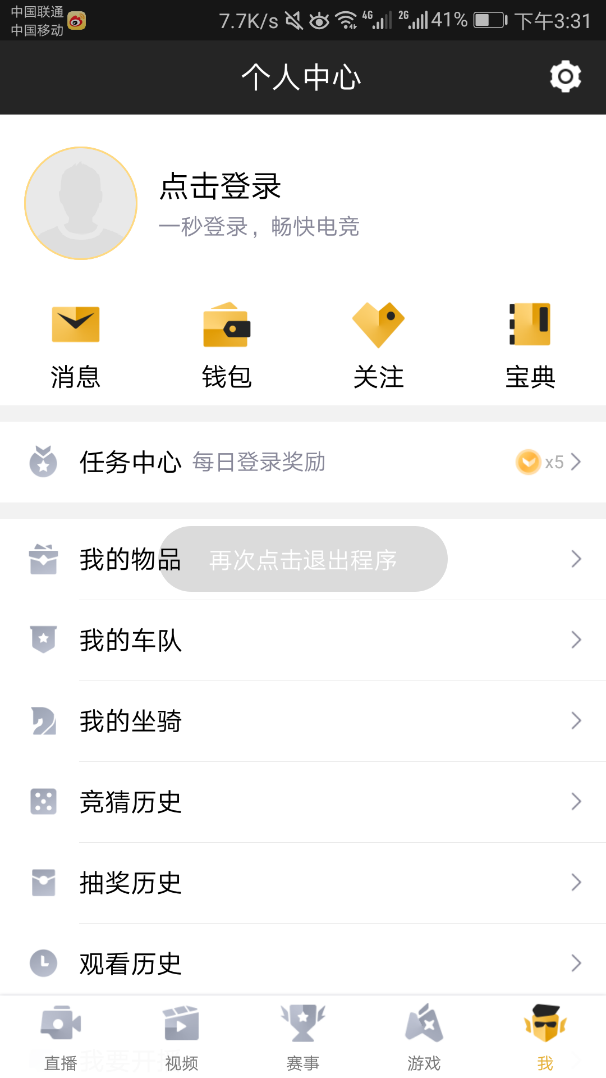 中国联通
中国移动
7.7K/s 4G 2G 41% 下午3:31
个人中心
点击登录
一秒登录，畅快电竞
消息 钱包 关注 宝典
任务中心 每日登录奖励 x5
我的物品
再次点击退出程序
我的车队
我的坐骑
竞猜历史
抽奖历史
观看历史
直播 视频 赛事 游戏 我